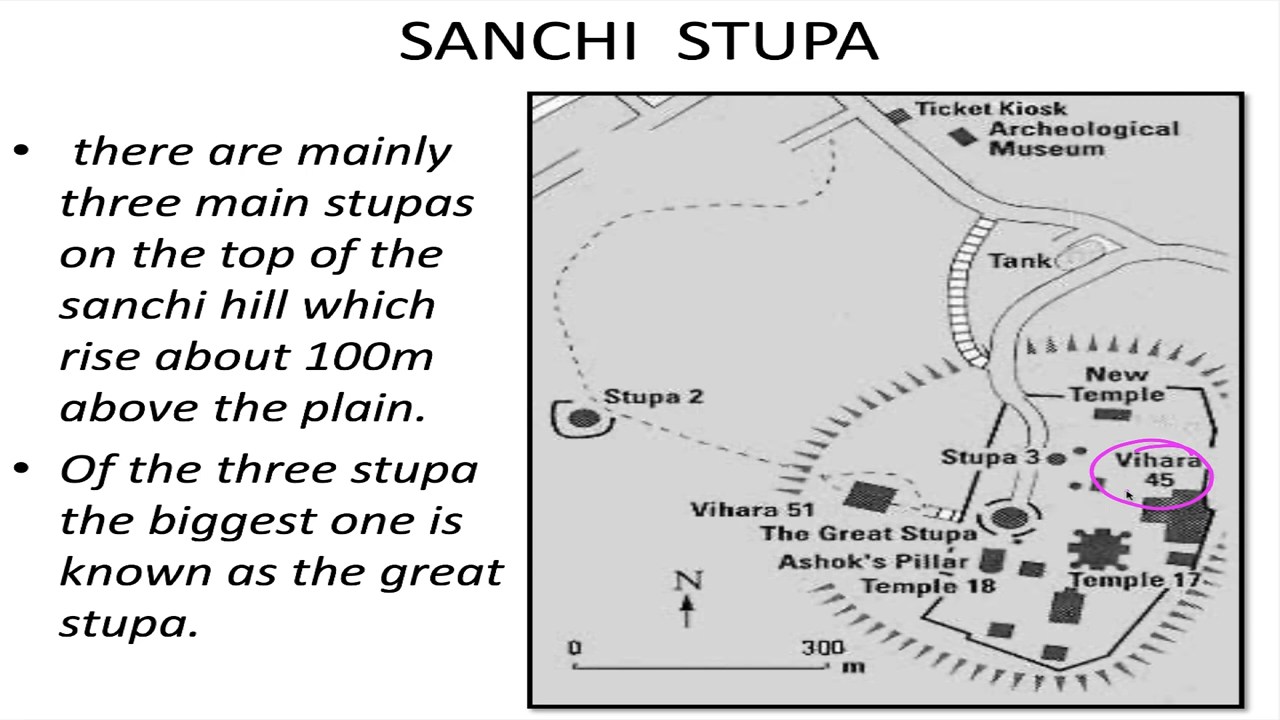 SANCHI STUPA
• there are mainly
three main stupas
on the top of the
sanchi hill which
rise about 100m
above the plain.
• Of the three stupa
the biggest one is
known as the great
stupa.
Ticket Kiosk
Archeological
Museum
Tank
New
Temple
Stupa 2
Stupa 3
Vihara
45
Vihara 51
The Great Stupa
Ashok's Pillar
Temple 18
Temple 17
N
0 300
m